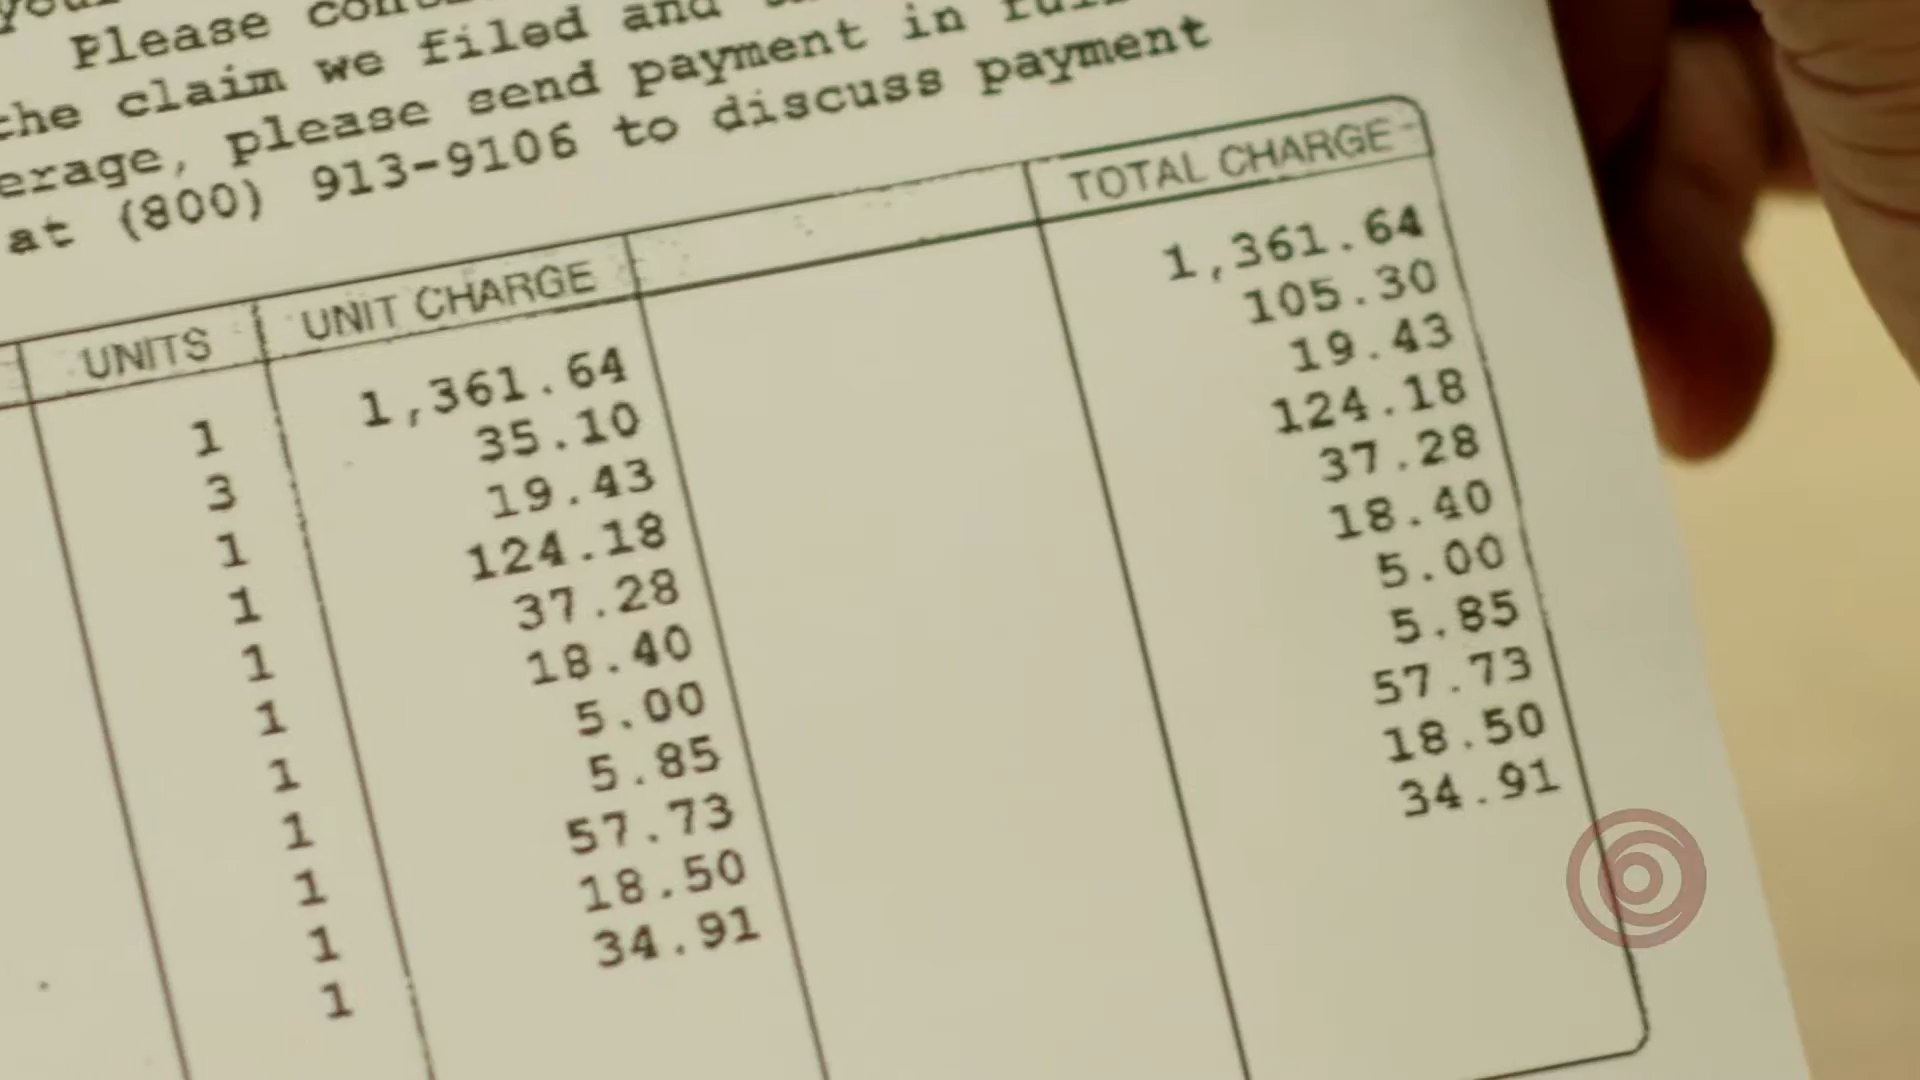 Please
the claim we filed and
erage, please send payment in full
at (800) 913-9106 to discuss payment
UNITS UNIT CHARGE TOTAL CHARGE
1 1,361.64 1,361.64
3 35.10 105.30
1 19.43 19.43
1 124.18 124.18
1 37.28 37.28
1 18.40 18.40
1 5.00 5.00
1 5.85 5.85
1 57.73 57.73
1 18.50 18.50
1 34.91 34.91